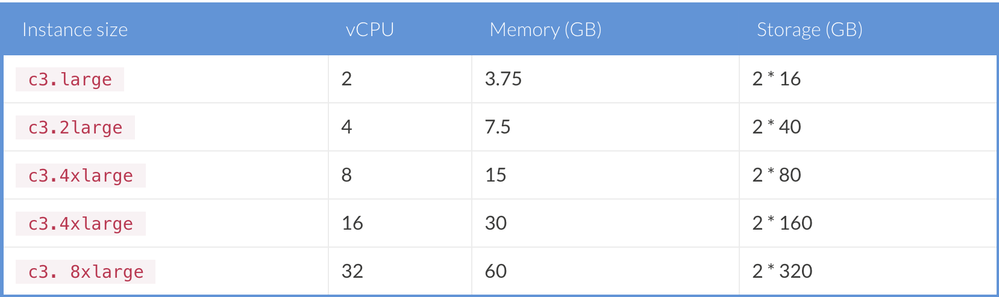 Instance size vCPU Memory (GB) Storage (GB)
c3.large 2 3.75 2 * 16
c3.2large 4 7.5 2 * 40
c3.4xlarge 8 15 2 * 80
c3.4xlarge 16 30 2 * 160
c3. 8xlarge 32 60 2 * 320